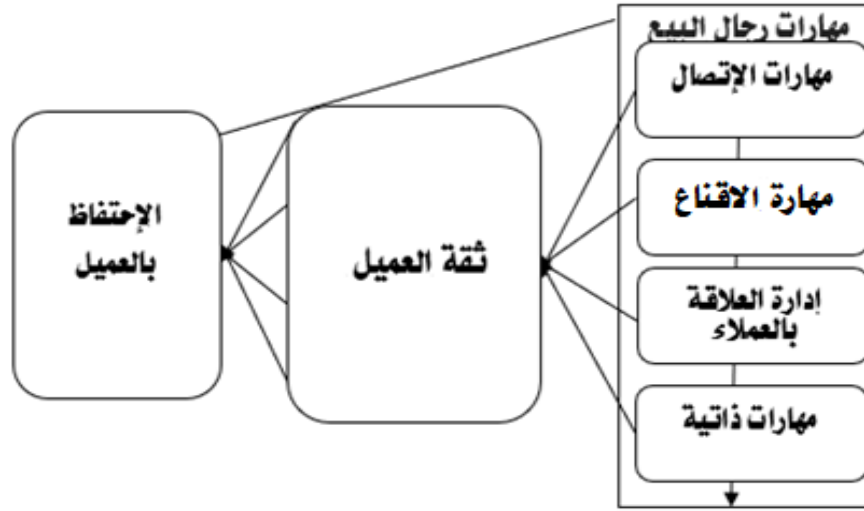 مهارات رجال البيع
مهارات الإتصال
مهارة الاقناع
إدارة العلاقة
بالعملاء
مهارات ذاتية
ثقة العميل
الإحتفاظ
بالعميل